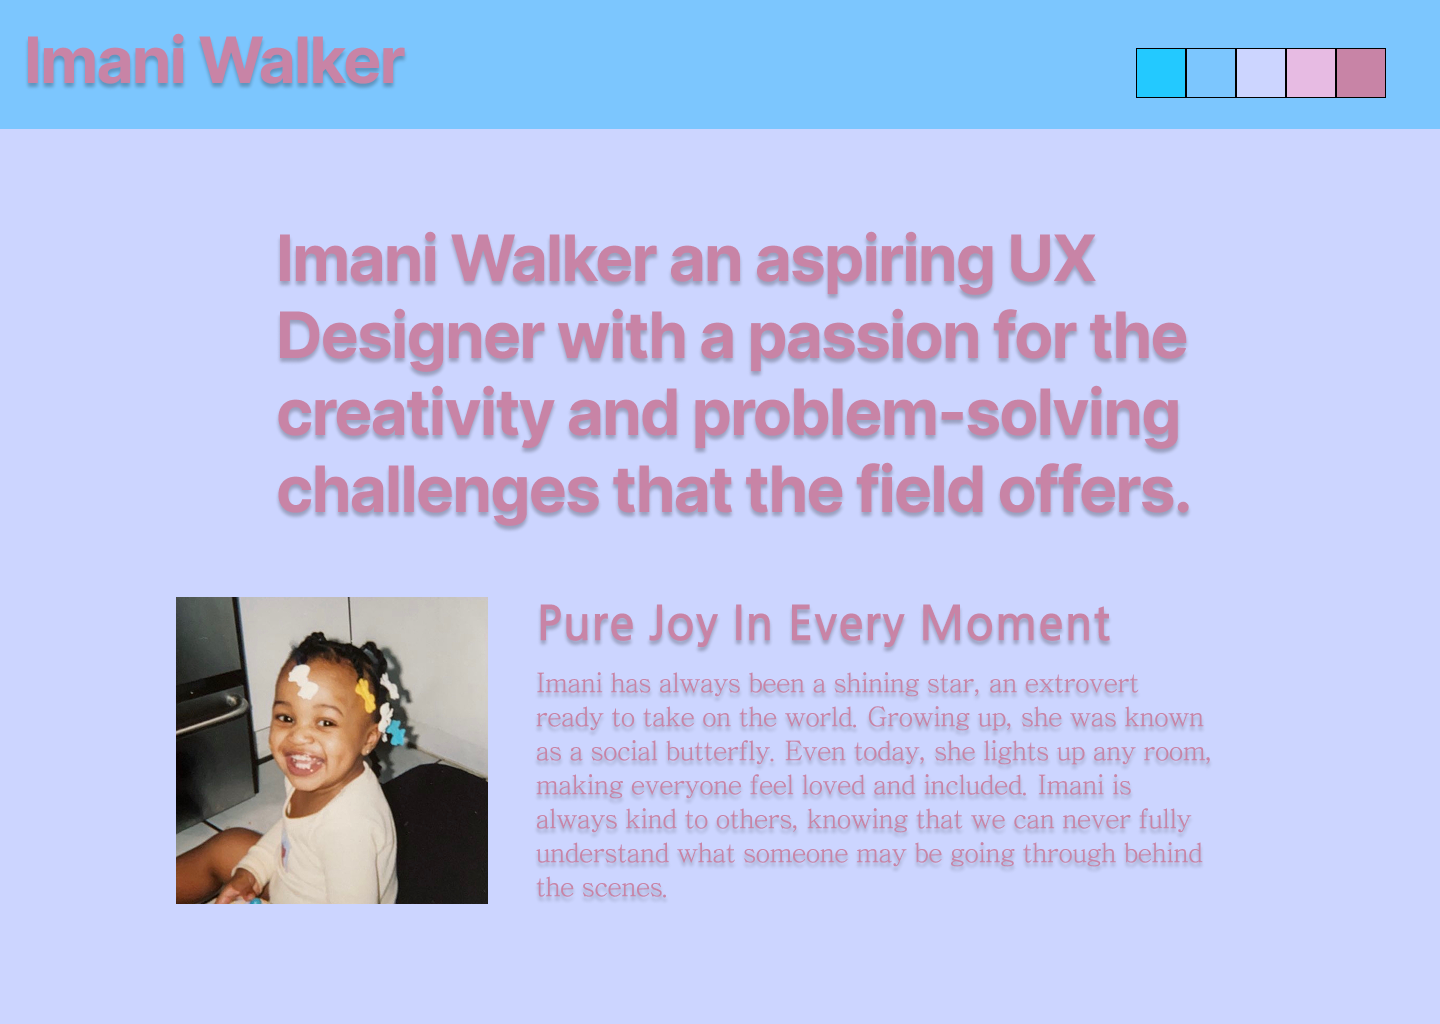 Imani Walker
Imani Walker an aspiring UX
Designer with a passion for the
creativity and problem-solving
challenges that the field offers.
Pure Joy In Every Moment
Imani has always been a shining star, an extrovert
ready to take on the world. Growing up, she was known
as a social butterfly. Even today, she lights up any room,
making everyone feel loved and included. Imani is
always kind to others, knowing that we can never fully
understand what someone may be going through behind
the scenes.